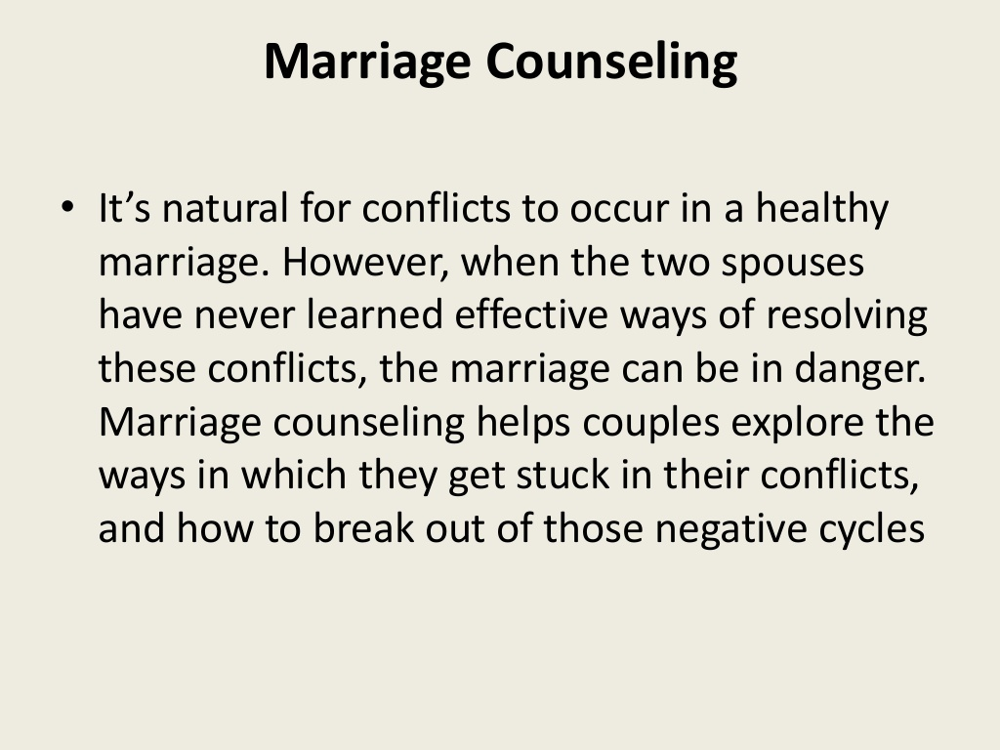 Marriage Counseling
• It’s natural for conflicts to occur in a healthy
marriage. However, when the two spouses
have never learned effective ways of resolving
these conflicts, the marriage can be in danger.
Marriage counseling helps couples explore the
ways in which they get stuck in their conflicts,
and how to break out of those negative cycles